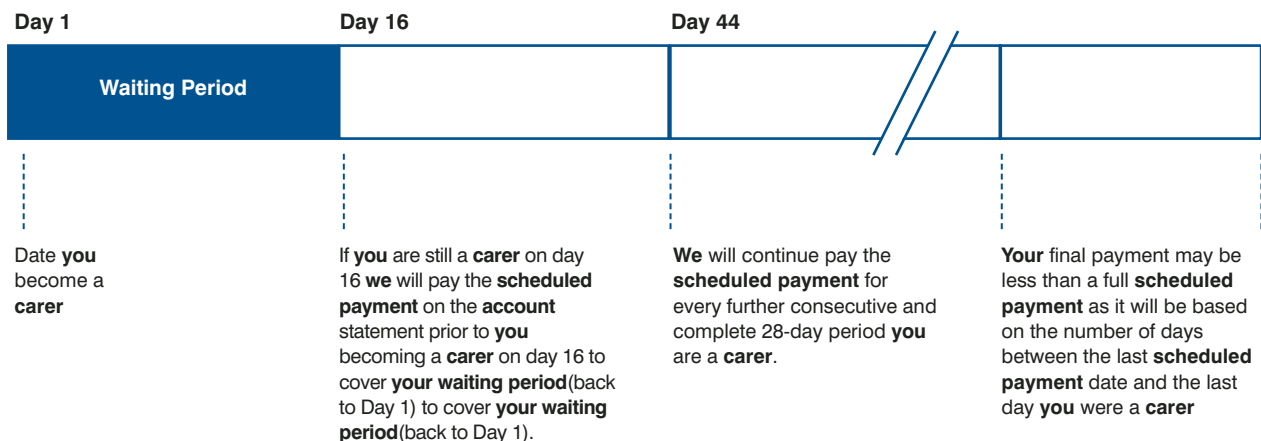 Day 1
Day 16
Day 44
Waiting Period
Date you
become a
carer
If you are still a carer on day
16 we will pay the scheduled
payment on the account
statement prior to you
becoming a carer on day 16 to
cover your waiting period(back
to Day 1) to cover your waiting
period(back to Day 1).
We will continue pay the
scheduled payment for
every further consecutive and
complete 28-day period you
are a carer.
Your final payment may be
less than a full scheduled
payment as it will be based
on the number of days
between the last scheduled
payment date and the last
day you were a carer